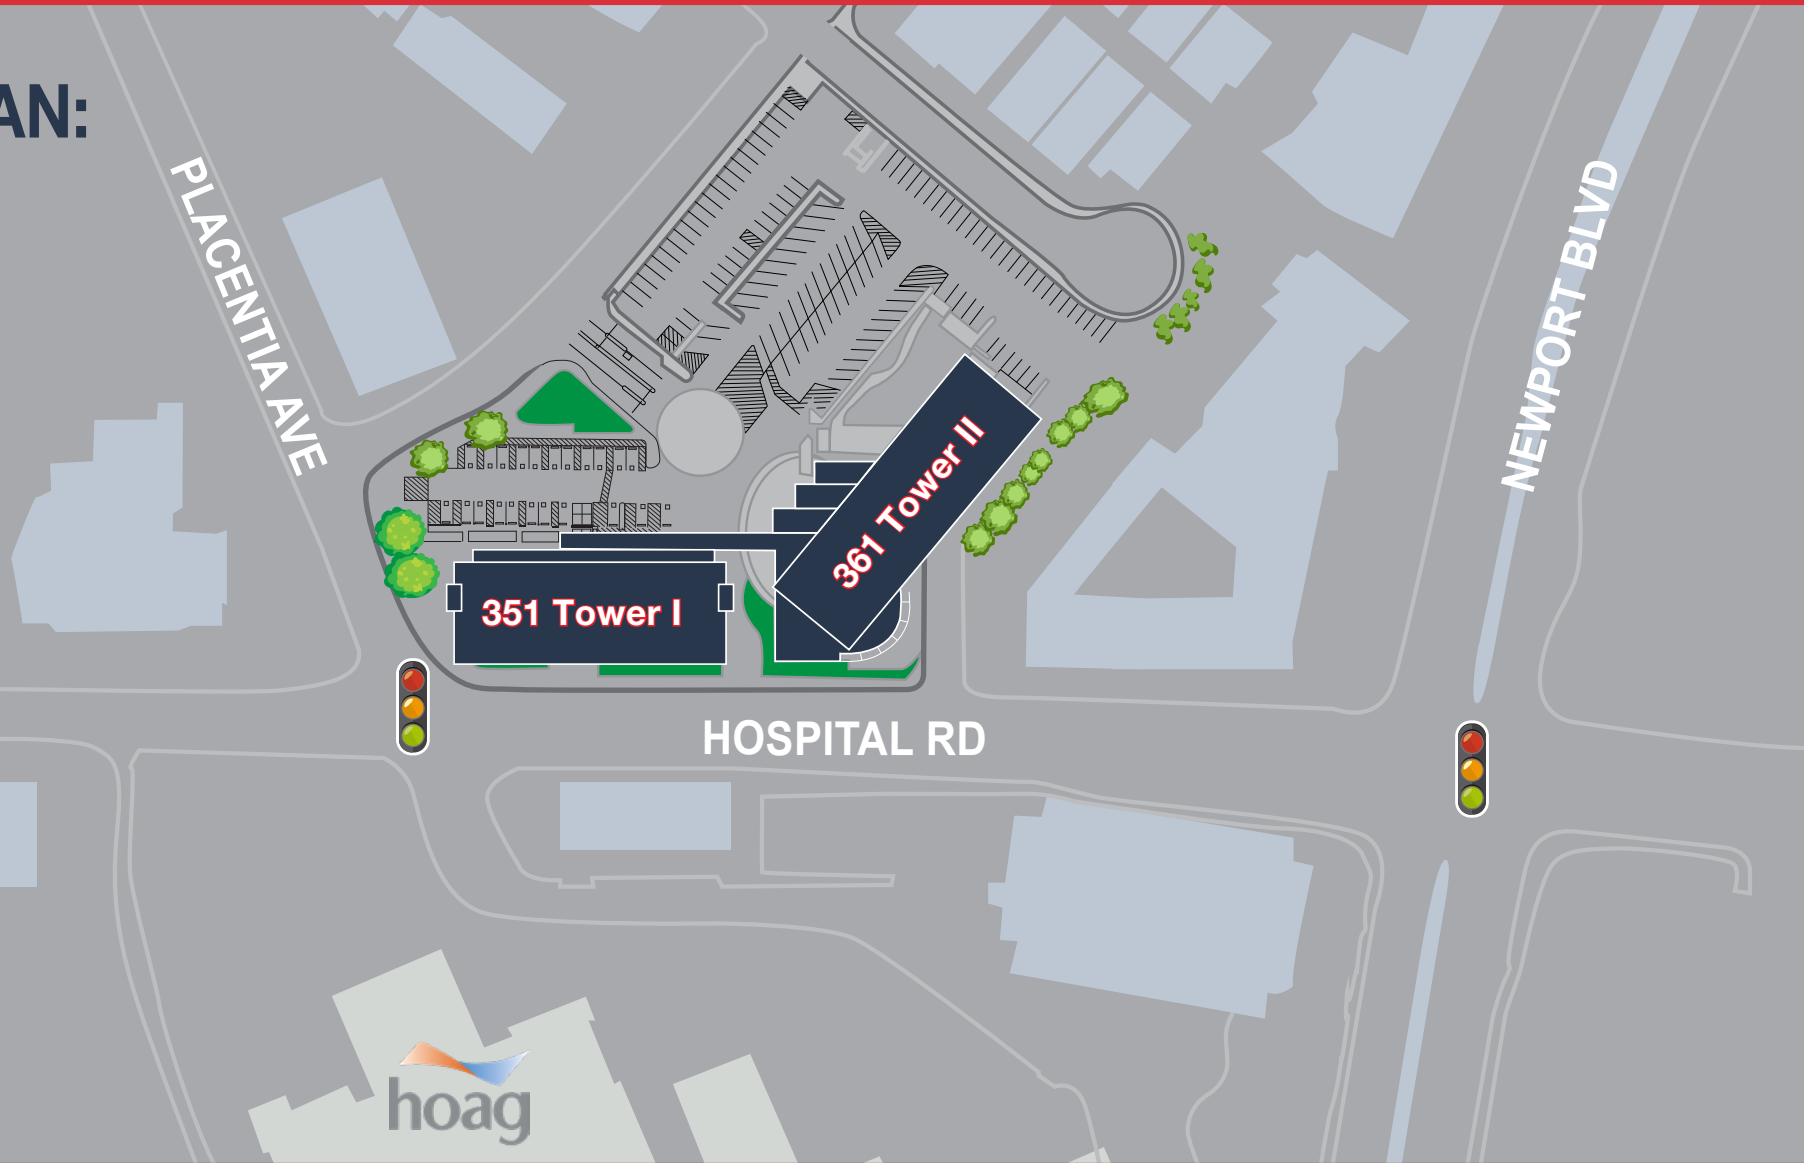 AN:
PLACENTIA AVE
NEWPORT BLVD
361 Tower II
351 Tower I
HOSPITAL RD
hoag